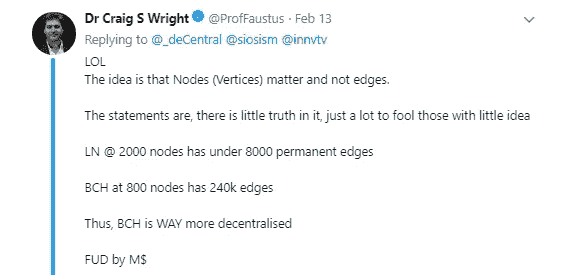 Dr Craig S Wright @ProfFaustus · Feb 13
Replying to @_deCentral @siosism @innvtv
LOL
The idea is that Nodes (Vertices) matter and not edges.
The statements are, there is little truth in it, just a lot to fool those with little idea
LN @ 2000 nodes has under 8000 permanent edges
BCH at 800 nodes has 240k edges
Thus, BCH is WAY more decentralised
FUD by M$